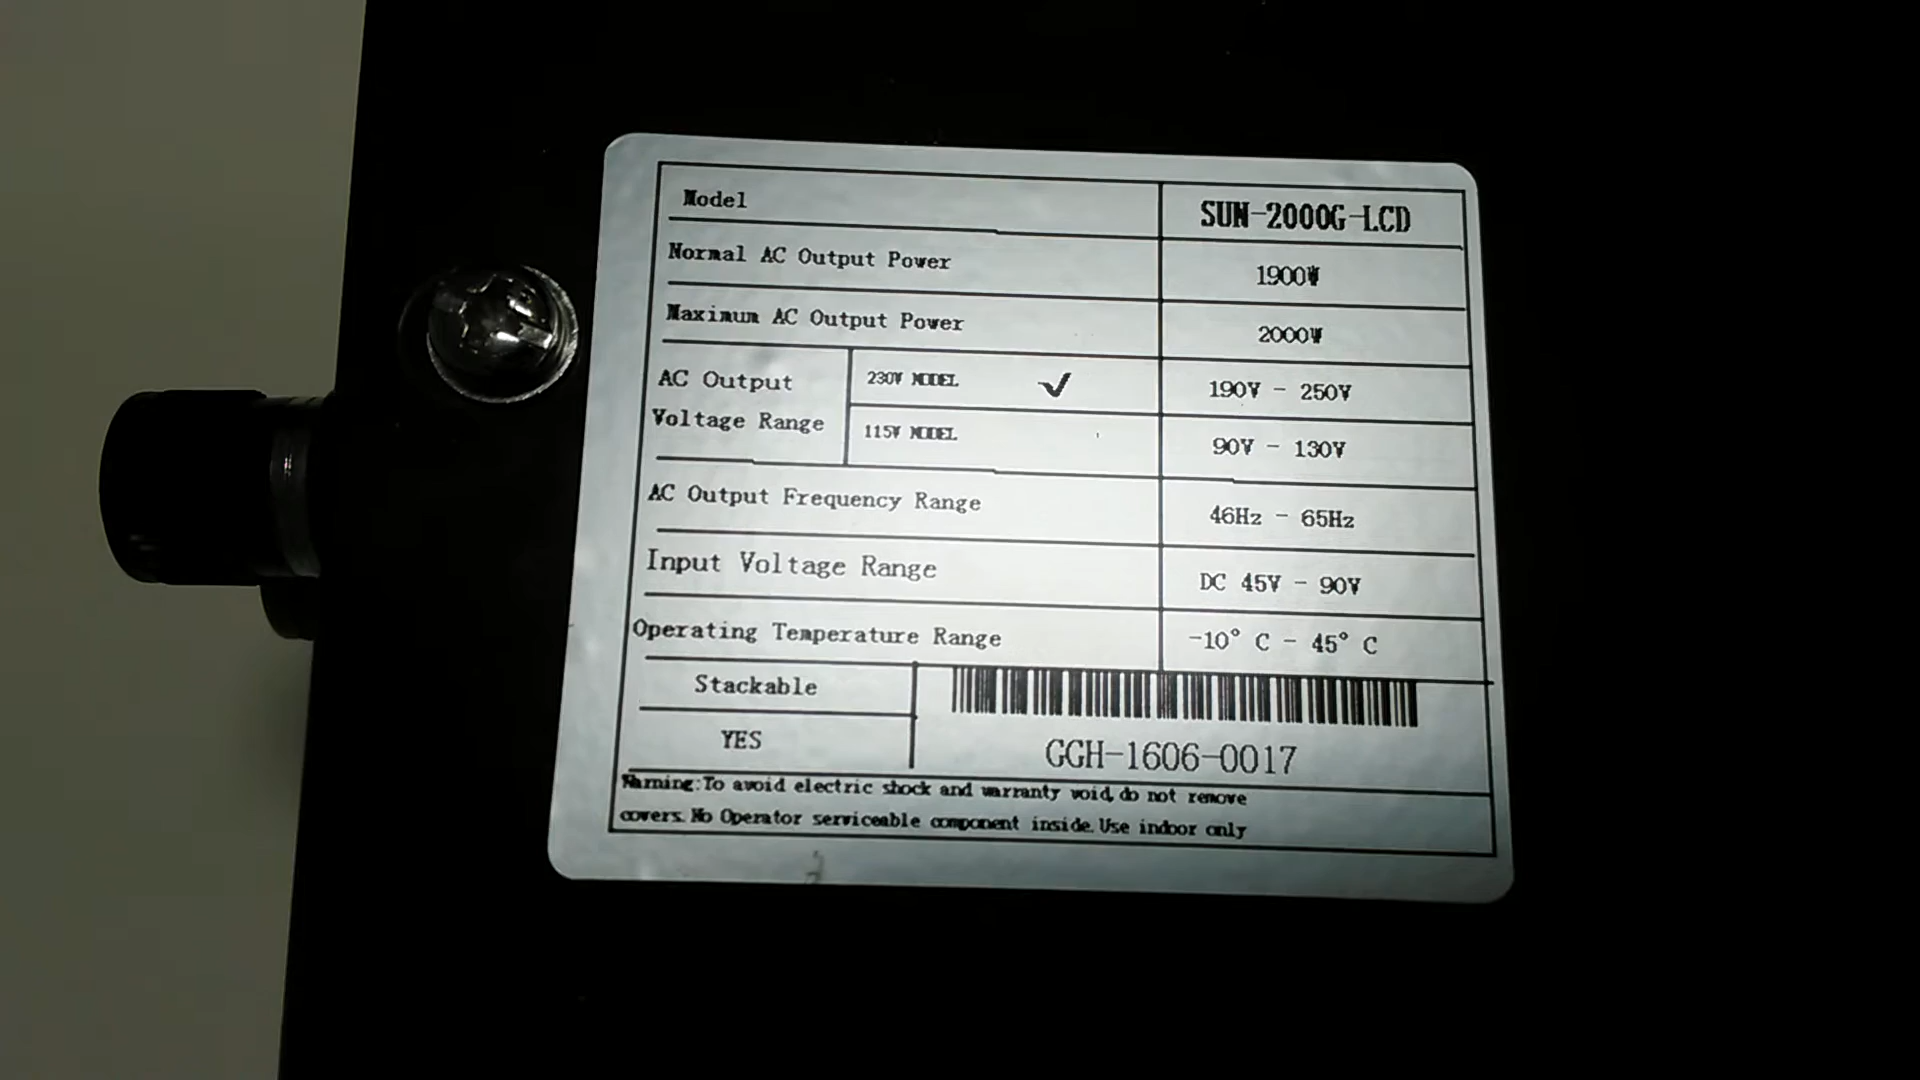 Model SUN-2000G-LCD
Normal AC Output Power 1900W
Maximum AC Output Power 2000W
AC Output Voltage Range
230V MODEL ✓ 190V - 250V
115V MODEL 90V - 130V
AC Output Frequency Range 46Hz - 65Hz
Input Voltage Range DC 45V - 90V
Operating Temperature Range -10° C - 45° C
Stackable
YES
GGH-1606-0017
Warning:To avoid electric shock and warranty void, do not remove
covers. No Operator serviceable component inside. Use indoor only